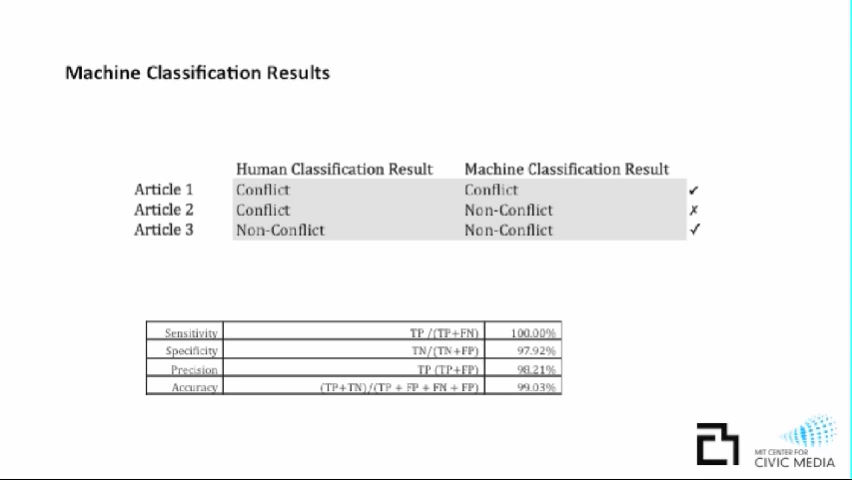 Machine Classification Results
Human Classification Result Machine Classification Result
Article 1 Conflict Conflict ✓
Article 2 Conflict Non-Conflict ✗
Article 3 Non-Conflict Non-Conflict ✓
Sensitivity TP /(TP+FN) 100.00%
Specificity TN/(TN+FP) 97.92%
Precision TP (TP+FP) 98.21%
Accuracy (TP+TN)/(TP + FP + FN + FP) 99.03%
MIT CENTER FOR
CIVIC MEDIA